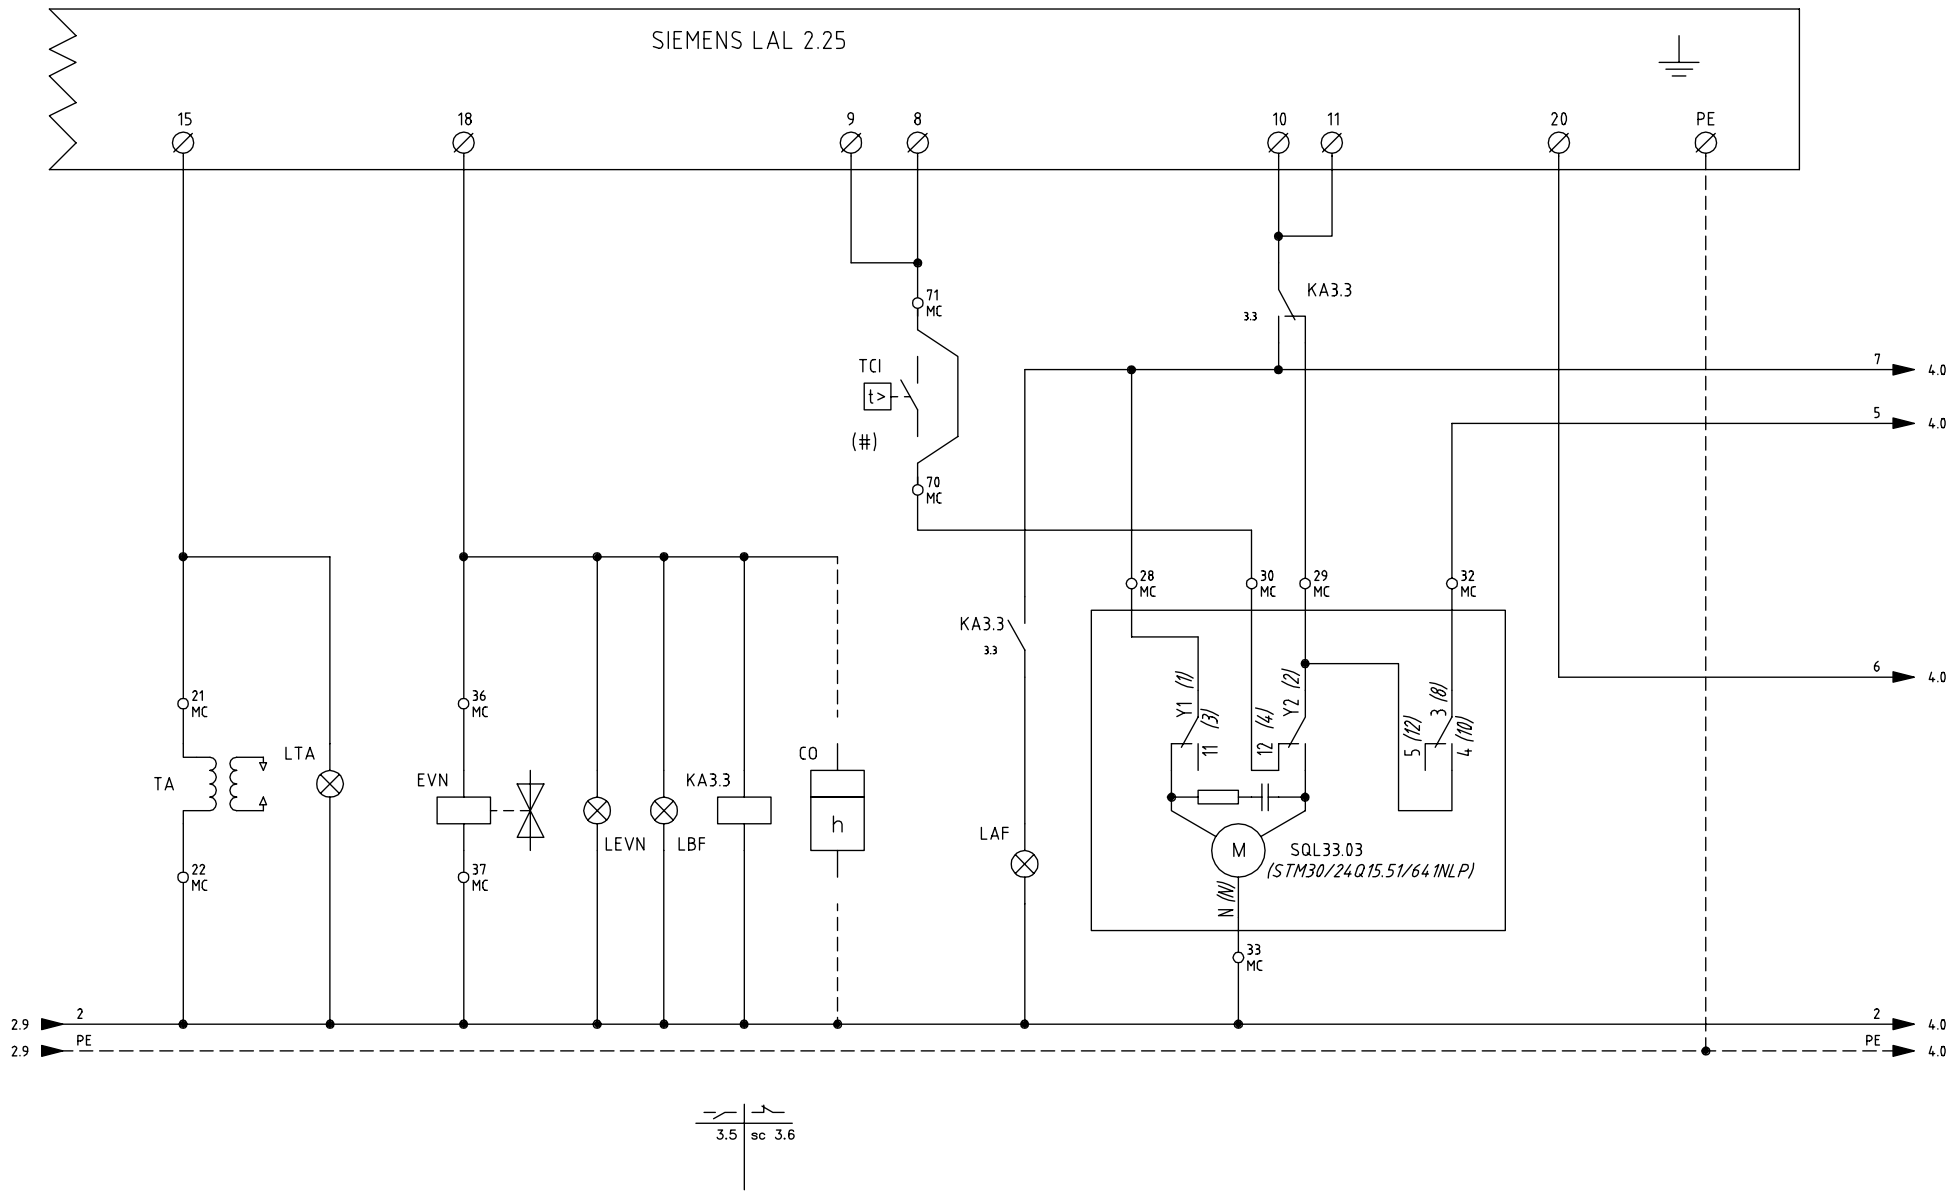 SIEMENS LAL 2.25
15
18
9
8
10
11
20
PE
71
MC
KA3.3
3.3
TCI
t>
(#)
7
4.0
5
4.0
70
MC
28
MC
30
MC
29
MC
32
MC
KA3.3
3.3
6
4.0
21
MC
36
MC
Y1 (1)
11 (3)
12 (4)
Y2 (2)
5 (12)
3 (8)
4 (10)
TA
LTA
EVN
LEVN
LBF
KA3.3
CO
h
LAF
M
SQL33.03
(STM30/24Q15.51/641NLP)
N (N)
22
MC
37
MC
33
MC
2.9
2
2
4.0
2.9
PE
PE
4.0
3.5
sc 3.6